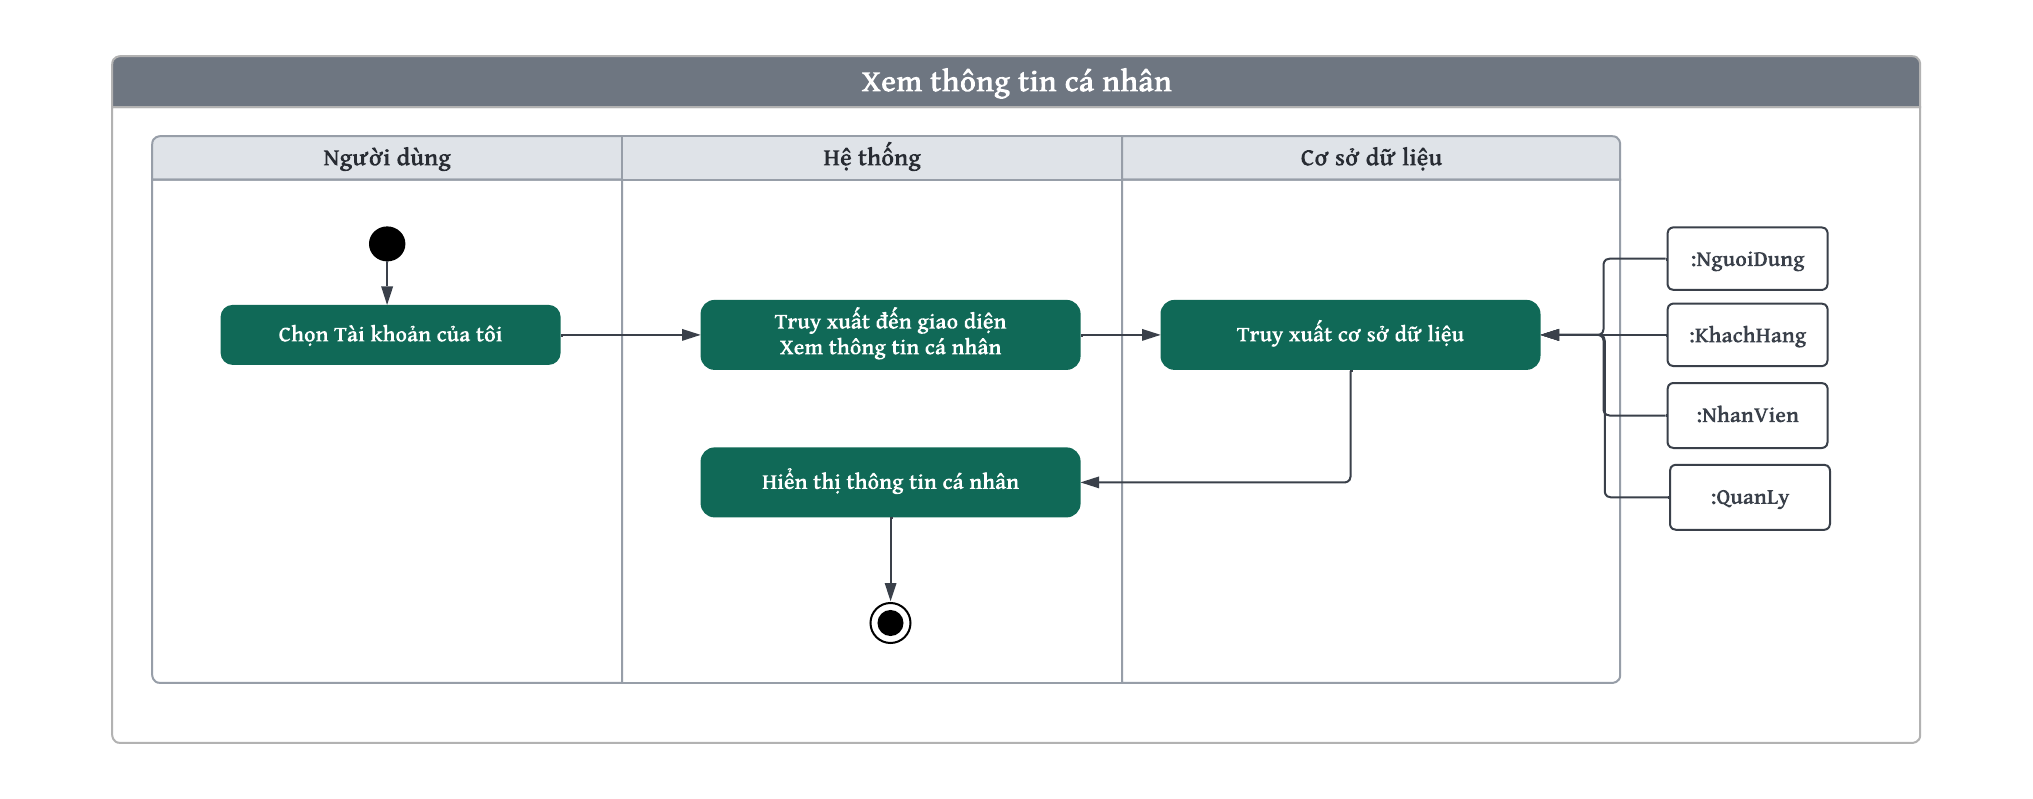 Xem thông tin cá nhân
Người dùng
Hệ thống
Cơ sở dữ liệu
Chọn Tài khoản của tôi
Truy xuất đến giao diện
Xem thông tin cá nhân
Truy xuất cơ sở dữ liệu
:NguoiDung
:KhachHang
:NhanVien
:QuanLy
Hiển thị thông tin cá nhân